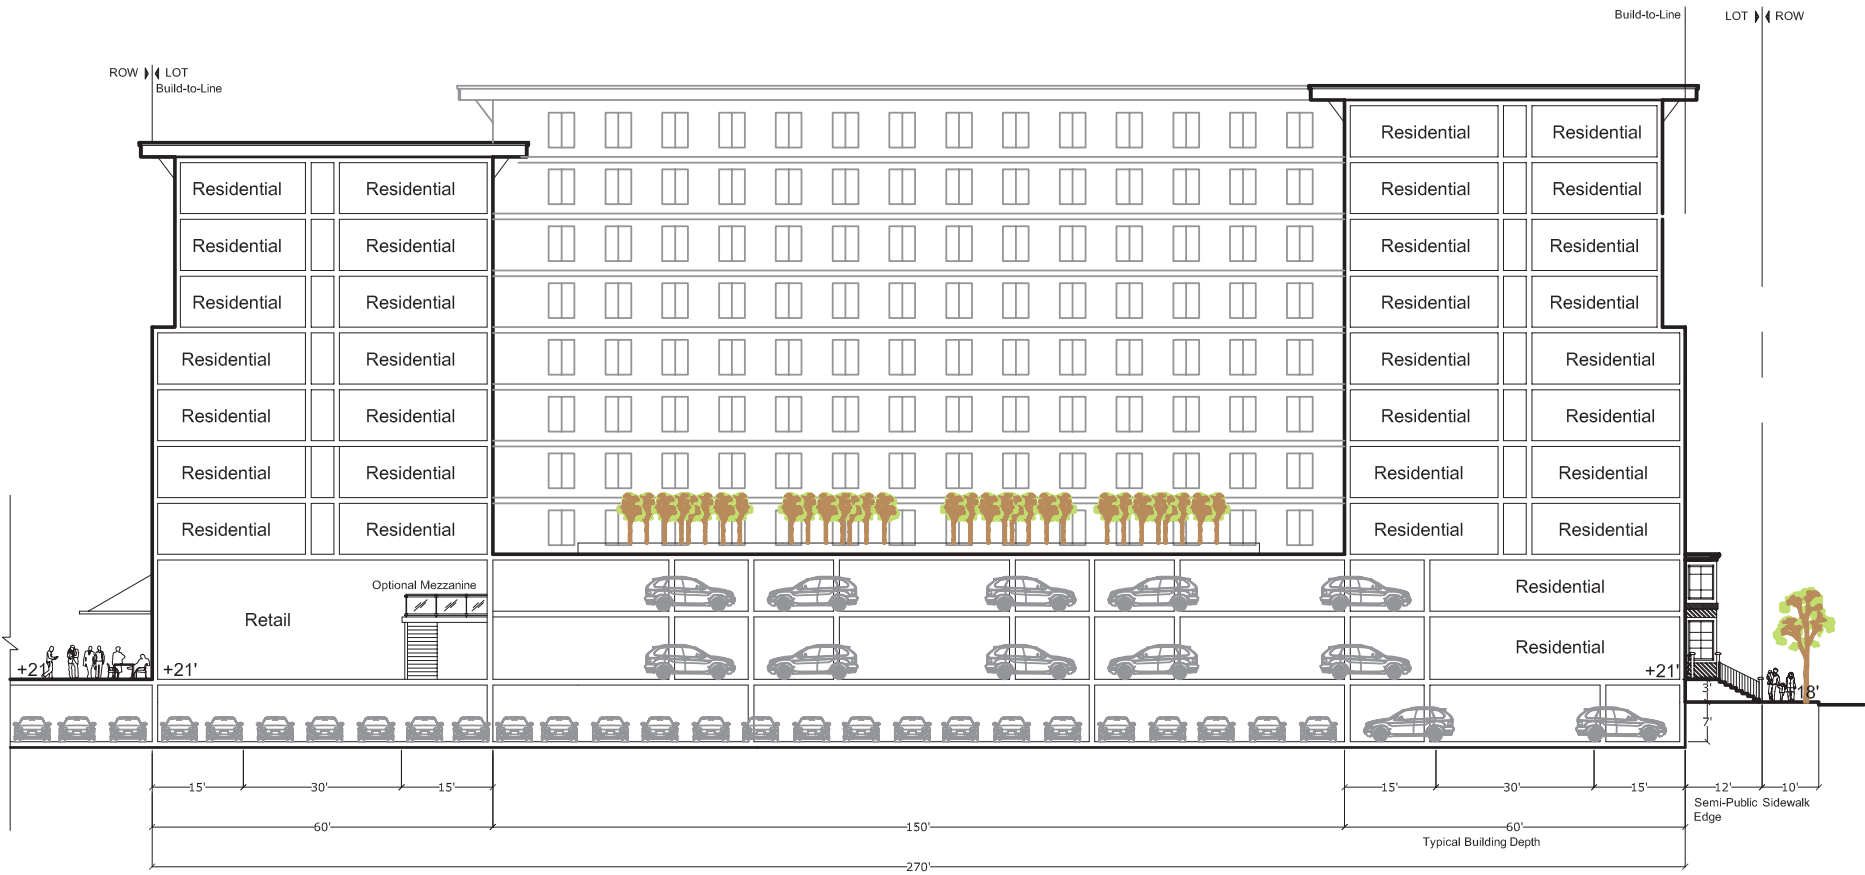 Build-to-Line
LOT ROW
ROW LOT
Build-to-Line
Residential Residential
Residential Residential Residential Residential
Residential Residential Residential Residential
Residential Residential Residential Residential
Residential Residential Residential Residential
Residential Residential Residential Residential
Residential Residential Residential Residential
Residential Residential Residential Residential
Optional Mezzanine Residential
Retail
Residential
+21' +21' +21'
3' +18'
7'
15' 30' 15' 15' 30' 15' 12' 10'
Semi-Public Sidewalk
Edge
60' 150' 60'
Typical Building Depth
270'